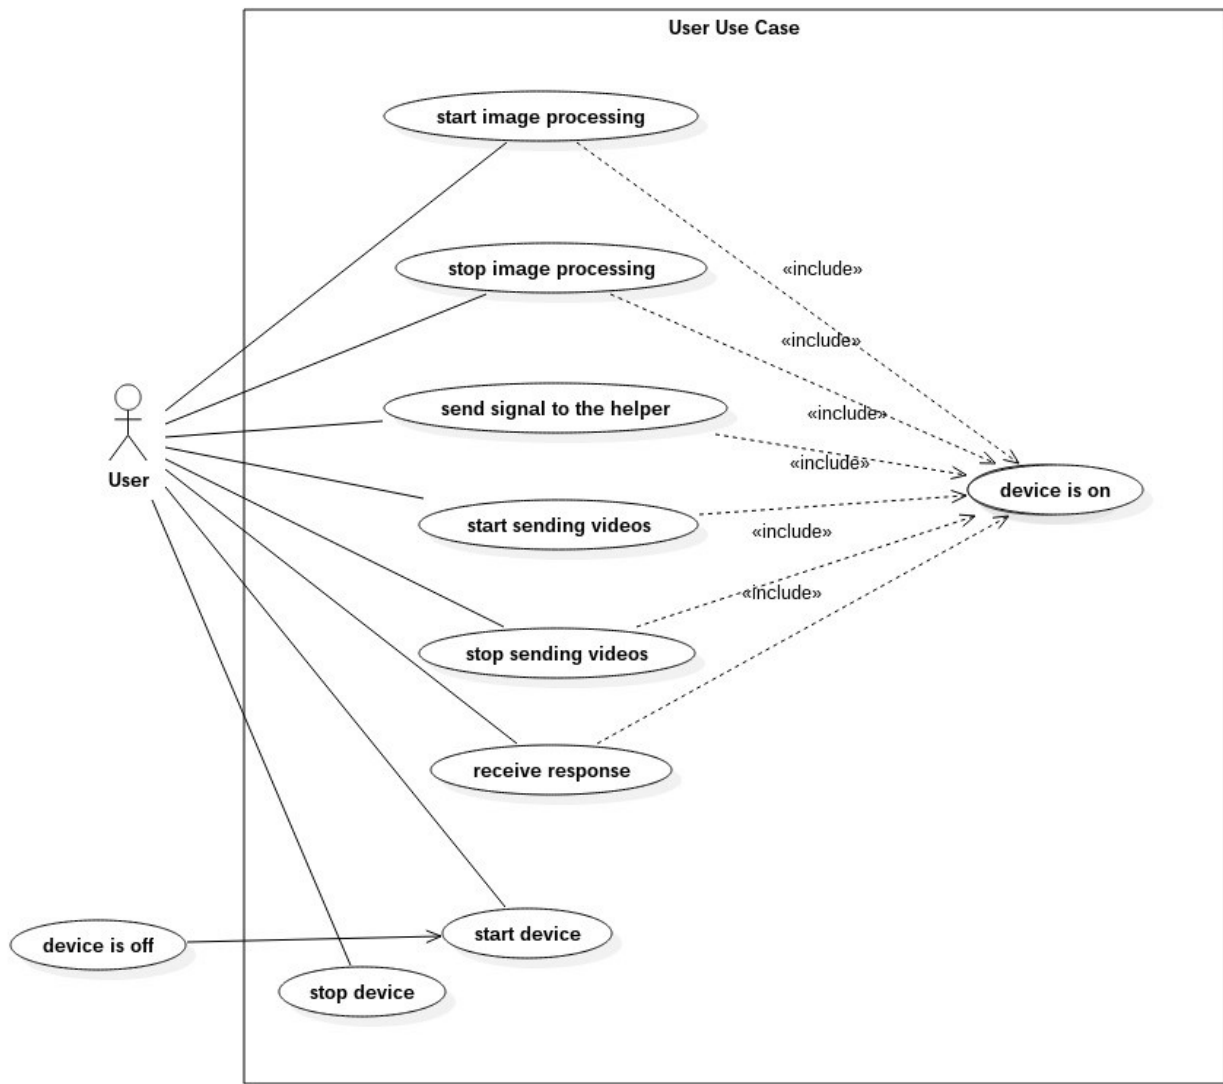 User Use Case
start image processing
stop image processing
«include»
«include»
send signal to the helper
«include»
«include»
User
device is on
start sending videos
«include»
«include»
stop sending videos
receive response
start device
device is off
stop device